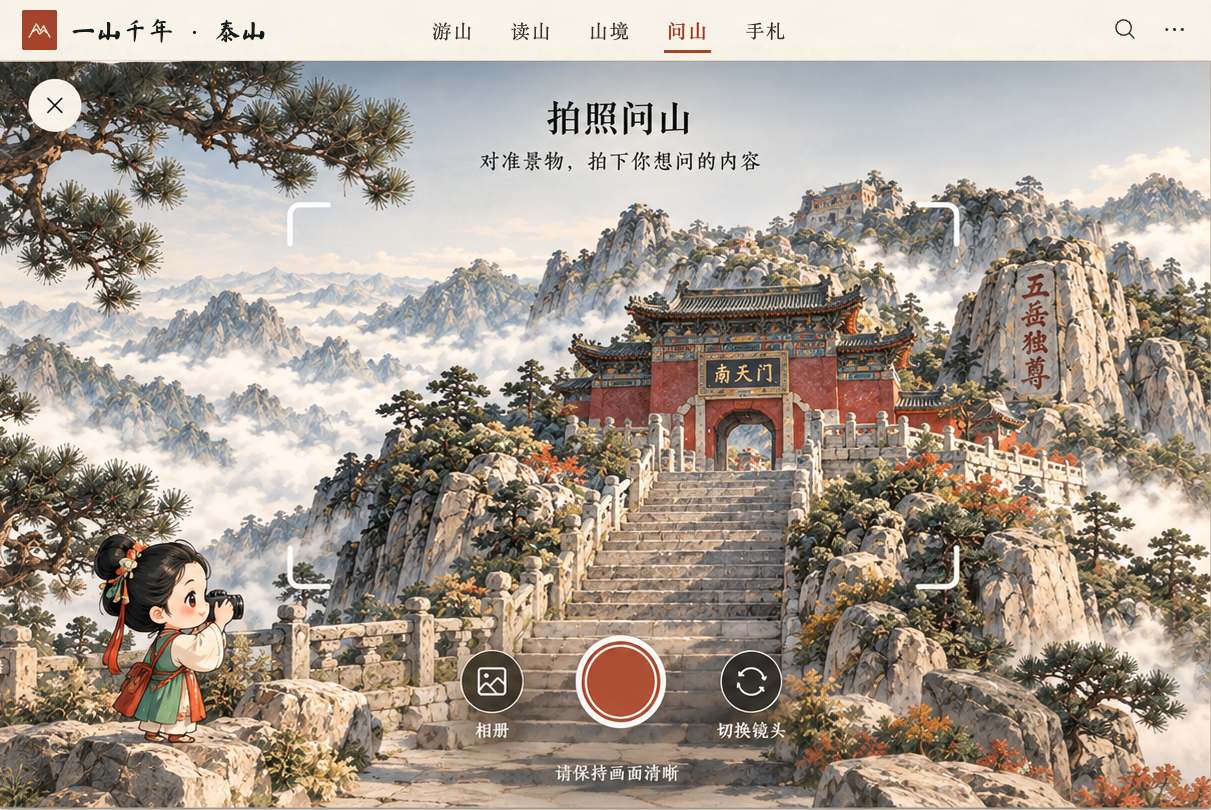 一山千年 · 泰山
游山 读山 山境 问山 手札
拍照问山
对准景物，拍下你想问的内容
五岳独尊
南天门
相册
切换镜头
请保持画面清晰